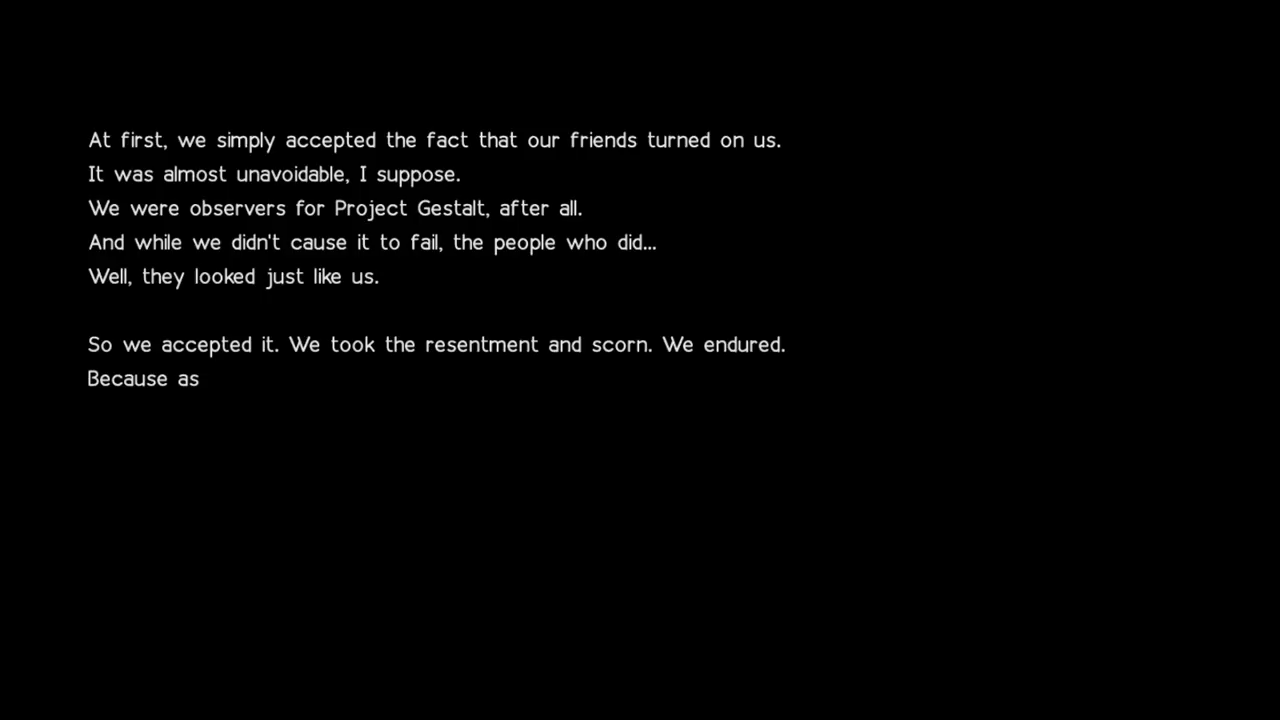 At first, we simply accepted the fact that our friends turned on us.
It was almost unavoidable, I suppose.
We were observers for Project Gestalt, after all.
And while we didn't cause it to fail, the people who did...
Well, they looked just like us.
So we accepted it. We took the resentment and scorn. We endured.
Because as